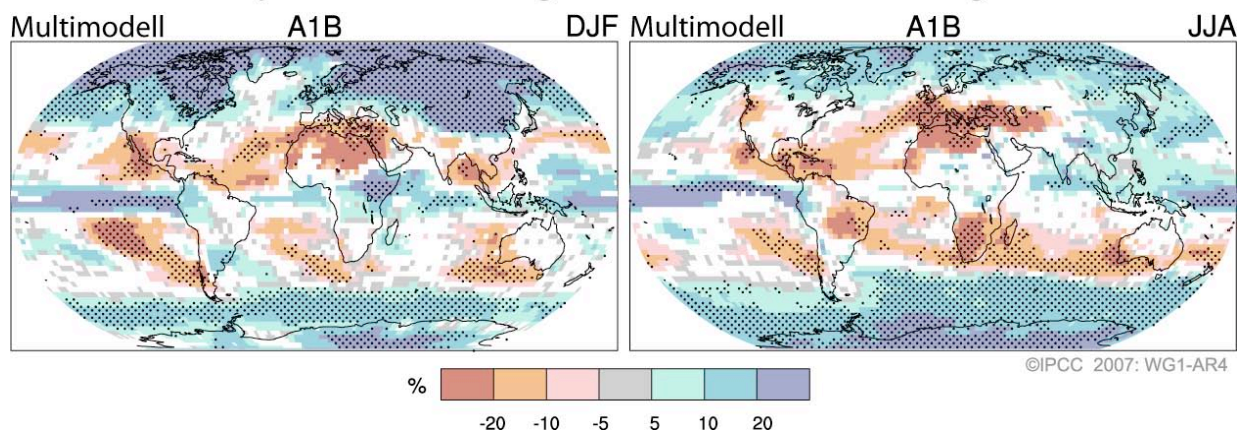 Multimodell A1B DJF
Multimodell A1B JJA
©IPCC 2007: WG1-AR4
%
-20 -10 -5 5 10 20